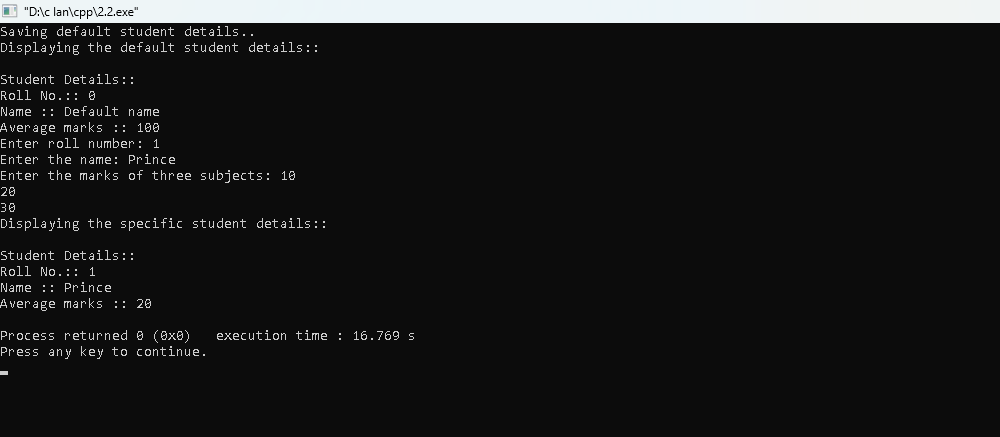 "D:\c lan\cpp\2.2.exe"
Saving default student details..
Displaying the default student details::
Student Details::
Roll No.:: 0
Name :: Default name
Average marks :: 100
Enter roll number: 1
Enter the name: Prince
Enter the marks of three subjects: 10
20
30
Displaying the specific student details::
Student Details::
Roll No.:: 1
Name :: Prince
Average marks :: 20
Process returned 0 (0x0)   execution time : 16.769 s
Press any key to continue.